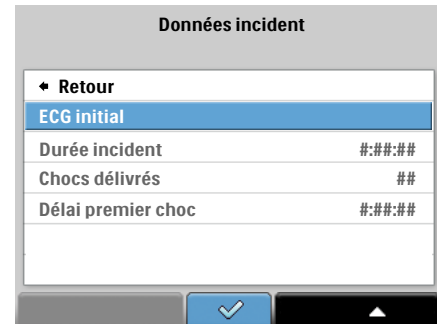 Données incident
Retour
ECG initial
Durée incident #:##:##
Chocs délivrés ##
Délai premier choc #:##:##